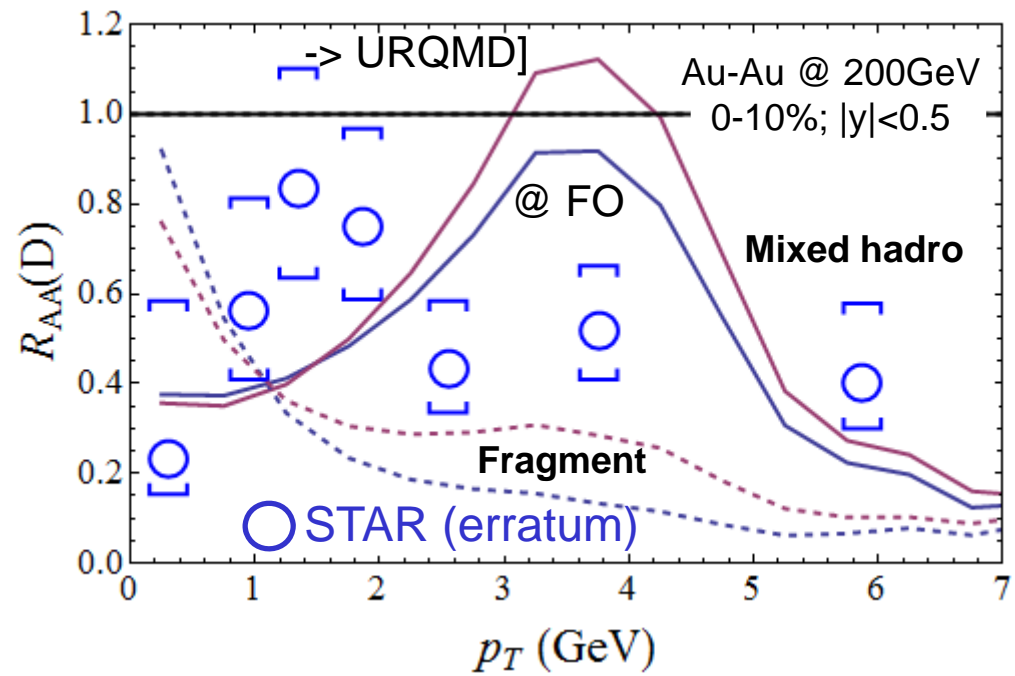 1.2
1.0
0.8
0.6
0.4
0.2
0.0
R_AA(D)
-> URQMD]
Au-Au @ 200GeV
0-10%; |y|<0.5
@ FO
Mixed hadro
Fragment
STAR (erratum)
0 1 2 3 4 5 6 7
p_T (GeV)